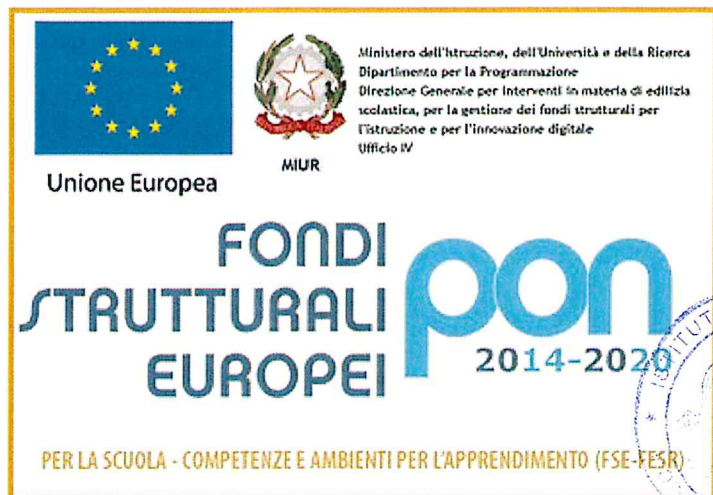 Ministero dell'Istruzione, dell'Università e della Ricerca
Dipartimento per la Programmazione
Direzione Generale per interventi in materia di edilizia
scolastica, per la gestione dei fondi strutturali per
l'istruzione e per l'innovazione digitale
Ufficio IV
MIUR
Unione Europea
FONDI
STRUTTURALI
EUROPEI
pon
2014-2020
PER LA SCUOLA - COMPETENZE E AMBIENTI PER L'APPRENDIMENTO (FSE-FESR)